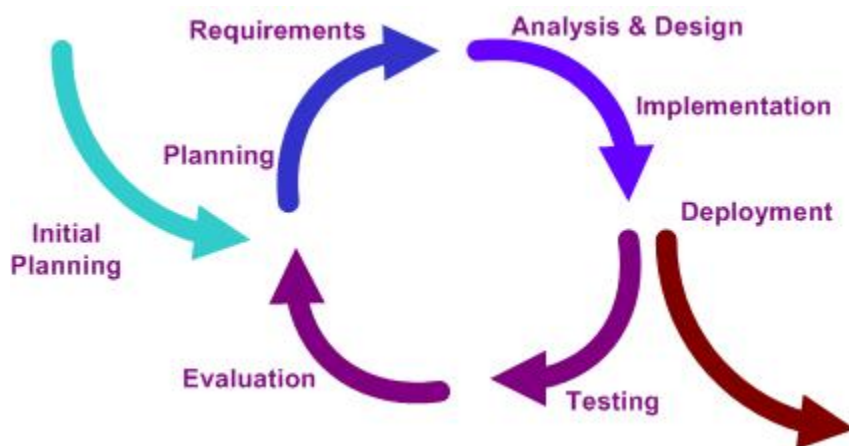 Requirements
Analysis & Design
Implementation
Planning
Deployment
Initial
Planning
Evaluation
Testing